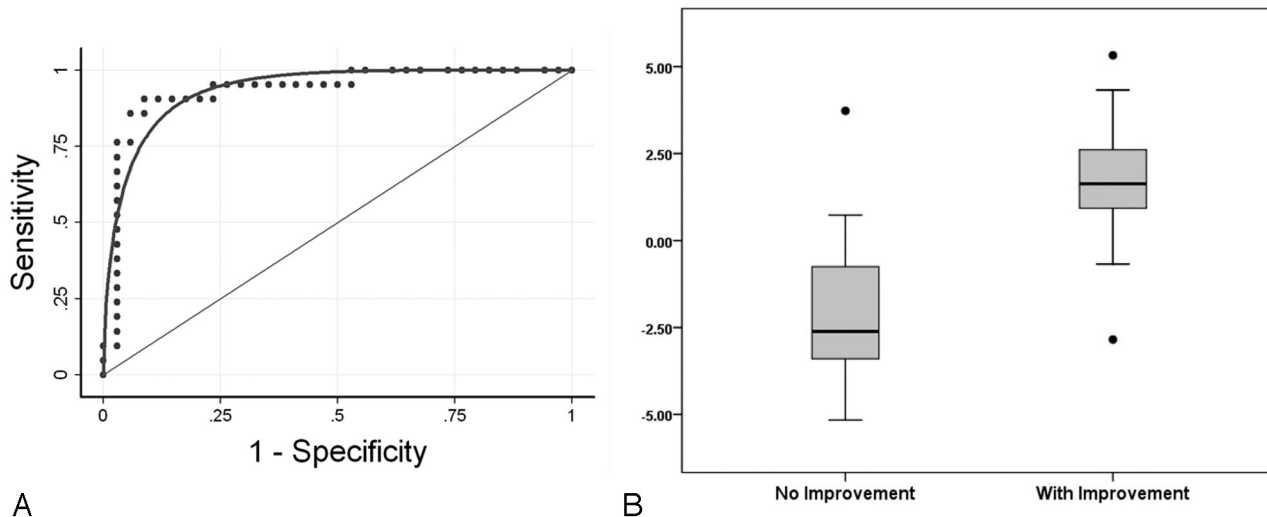 Sensitivity
1
.75
.5
.25
0
0 .25 .5 .75 1
1 - Specificity
A
5.00
2.50
0.00
-2.50
-5.00
No Improvement With Improvement
B